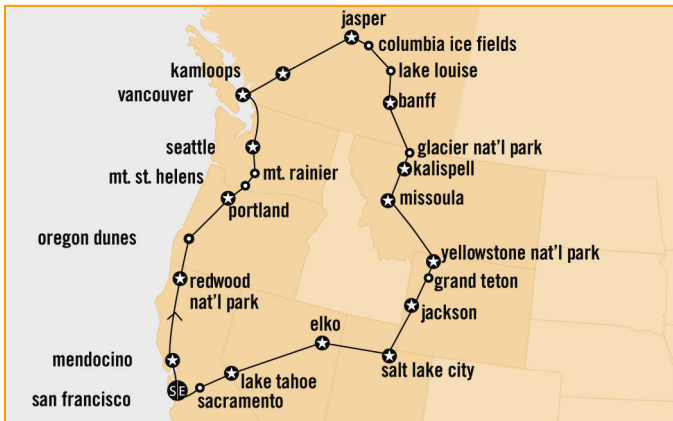 jasper
columbia ice fields
kamloops
lake louise
vancouver
banff
seattle
glacier nat'l park
mt. st. helens
mt. rainier
kalispell
missoula
portland
oregon dunes
yellowstone nat'l park
redwood
nat'l park
grand teton
jackson
elko
mendocino
salt lake city
lake tahoe
S E
san francisco
sacramento